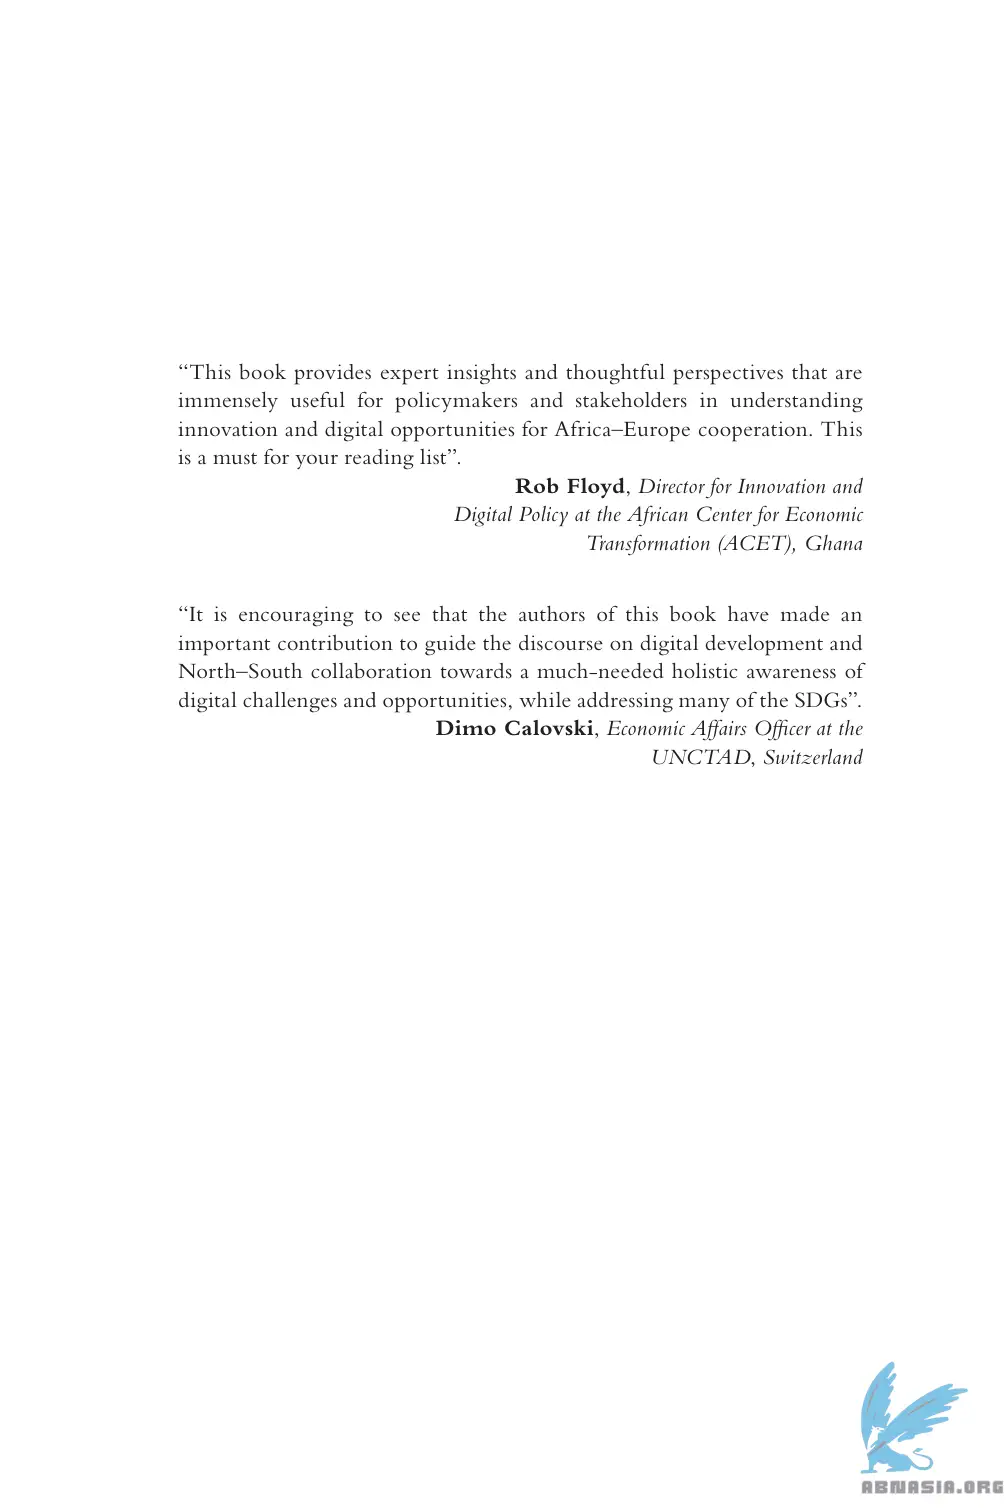 “This book provides expert insights and thoughtful perspectives that are
immensely useful for policymakers and stakeholders in understanding
innovation and digital opportunities for Africa–Europe cooperation. This
is a must for your reading list”.
Rob Floyd, Director for Innovation and
Digital Policy at the African Center for Economic
Transformation (ACET), Ghana
“It is encouraging to see that the authors of this book have made an
important contribution to guide the discourse on digital development and
North–South collaboration towards a much-needed holistic awareness of
digital challenges and opportunities, while addressing many of the SDGs”.
Dimo Calovski, Economic Affairs Officer at the
UNCTAD, Switzerland
ABNASIA.ORG